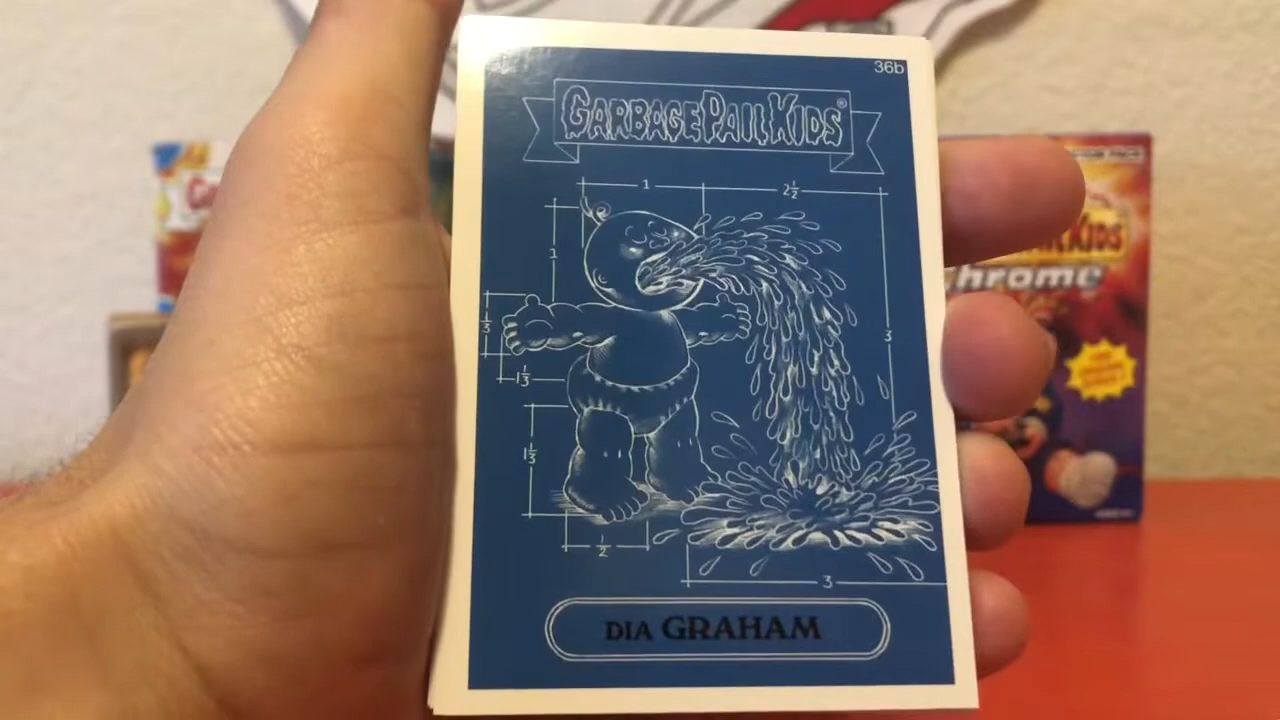 36b
GARBAGE PAIL KIDS®
1 2½
1
⅓
3
1⅓
1⅓
½
3
DIA GRAHAM
KIDS
hrome